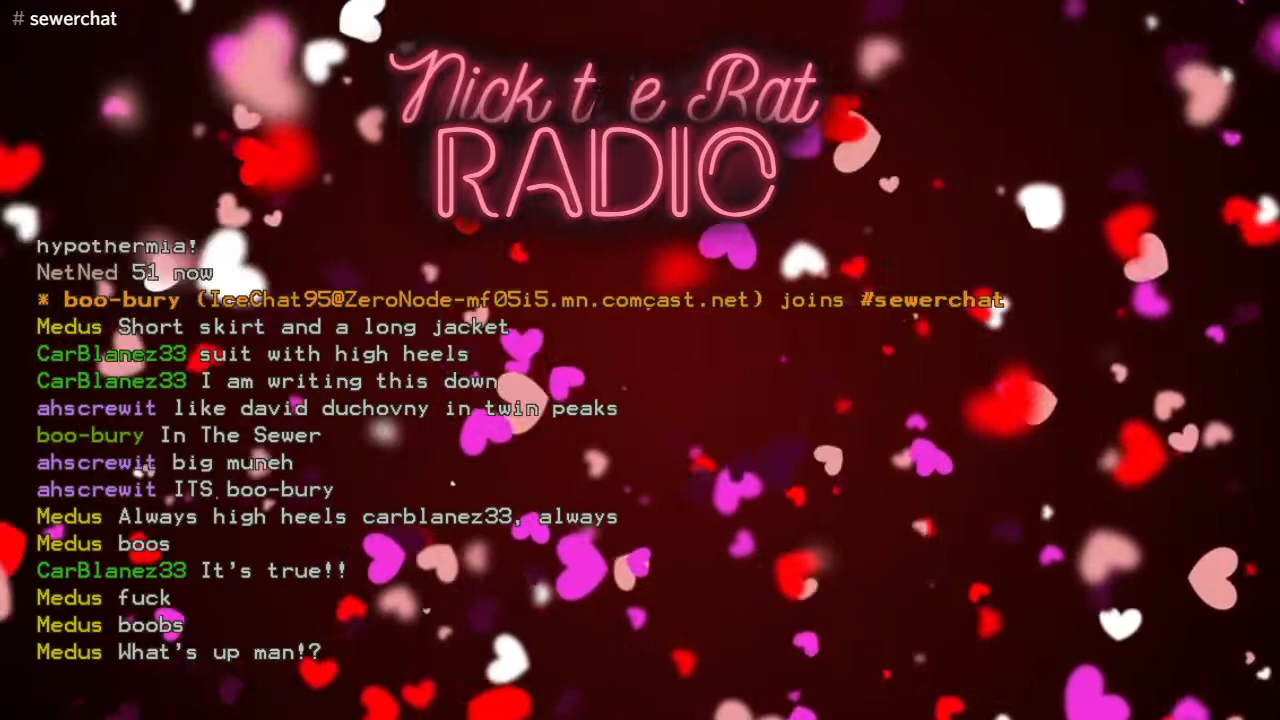 # sewerchat
Nick t e Rat
RADIO
hypothermia!
NetNed 51 now
* boo-bury (IceChat95@ZeroNode-mf05i5.mn.comcast.net) joins #sewerchat
Medus Short skirt and a long jacket
CarBlanez33 suit with high heels
CarBlanez33 I am writing this down
ahscrewit like david duchovny in twin peaks
boo-bury In The Sewer
ahscrewit big muneh
ahscrewit ITS boo-bury
Medus Always high heels carblanez33, always
Medus boos
CarBlanez33 It's true!!
Medus fuck
Medus boobs
Medus What's up man!?